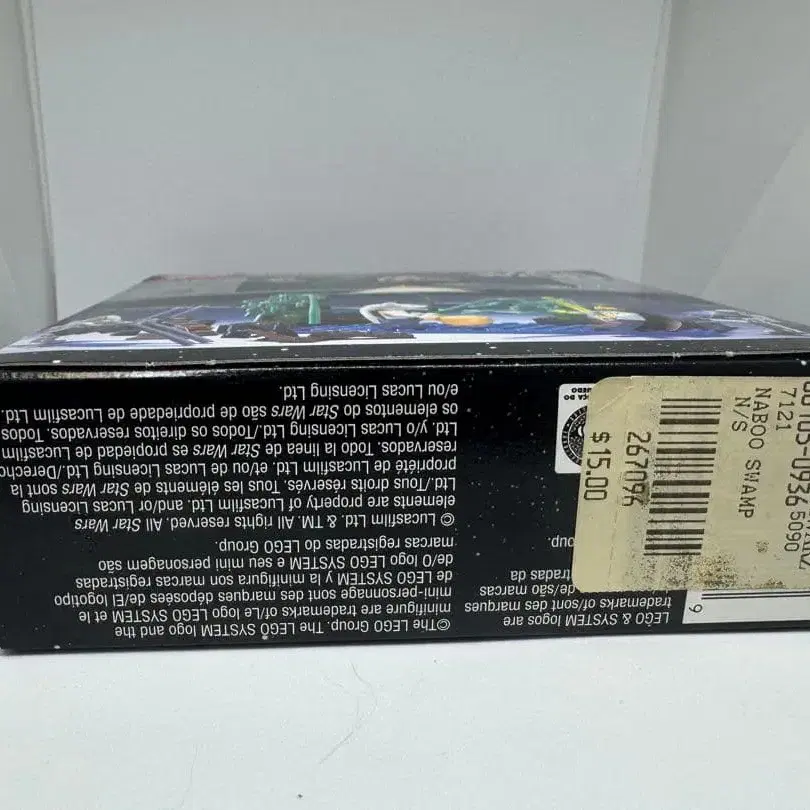 LEGO & SYSTEM logos are
trademarks of/sont des marques
de/são marcas
tradas da
up.
©The LEGO Group. The LEGO SYSTEM logo and the
minifigure are trademarks of/Le logo LEGO SYSTEM et le
mini-personnage sont des marques déposées de/El logotipo
de LEGO SYSTEM y la minifigura son marcas registradas
de/O logo LEGO SYSTEM e seu mini personagem são
marcas registradas do LEGO Group.
© Lucasfilm Ltd. & TM. All rights reserved. All Star Wars
elements are property of Lucasfilm Ltd. and/or Lucas Licensing
Ltd./Tous droits réservés. Tous les éléments de Star Wars sont la
propriété de Lucasfilm Ltd. et/ou de Lucas Licensing Ltd./Derecho
reservados. Todo la linea de Star Wars es propiedad de Lucasfilm
Ltd. y/o Lucas Licensing Ltd./Todos os direitos reservados. Todos
os elementos do Star Wars são de propriedade de Lucasfilm Ltd.
e/ou Lucas Licensing Ltd.
5090
7121
NABOO SWAMP
N/S
267094
$15.00
9